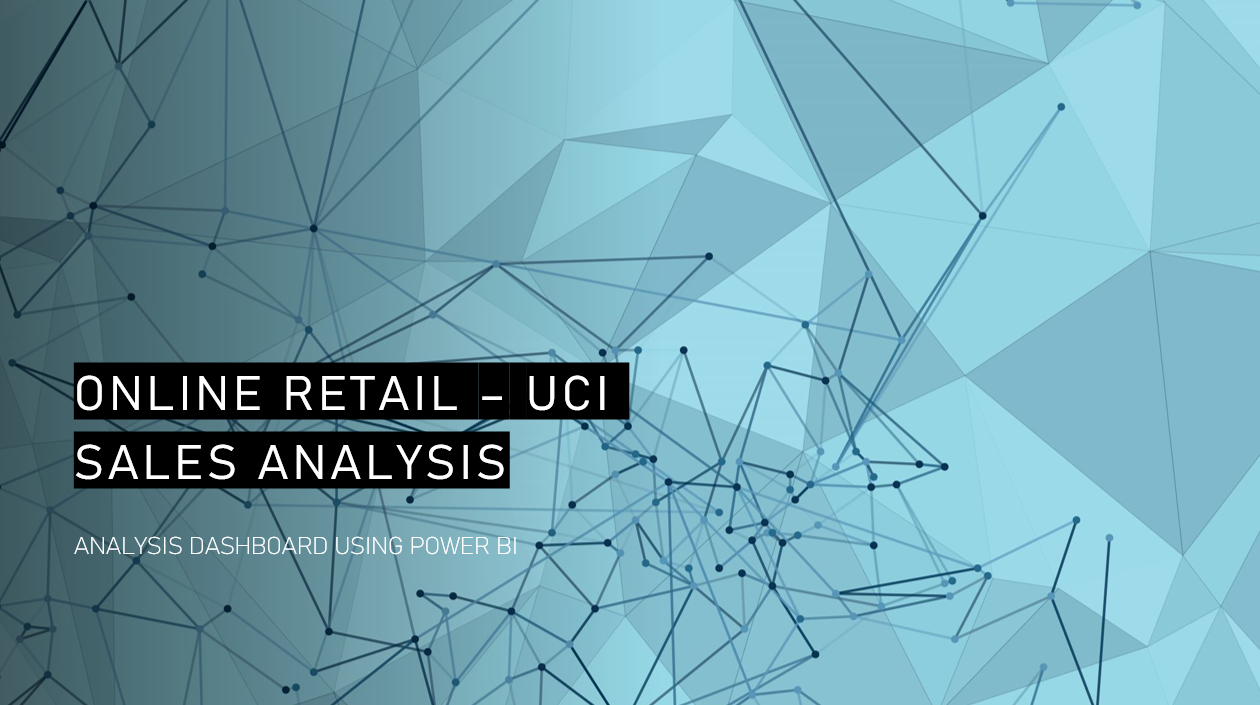 ONLINE RETAIL – UCI
SALES ANALYSIS
ANALYSIS DASHBOARD USING POWER BI